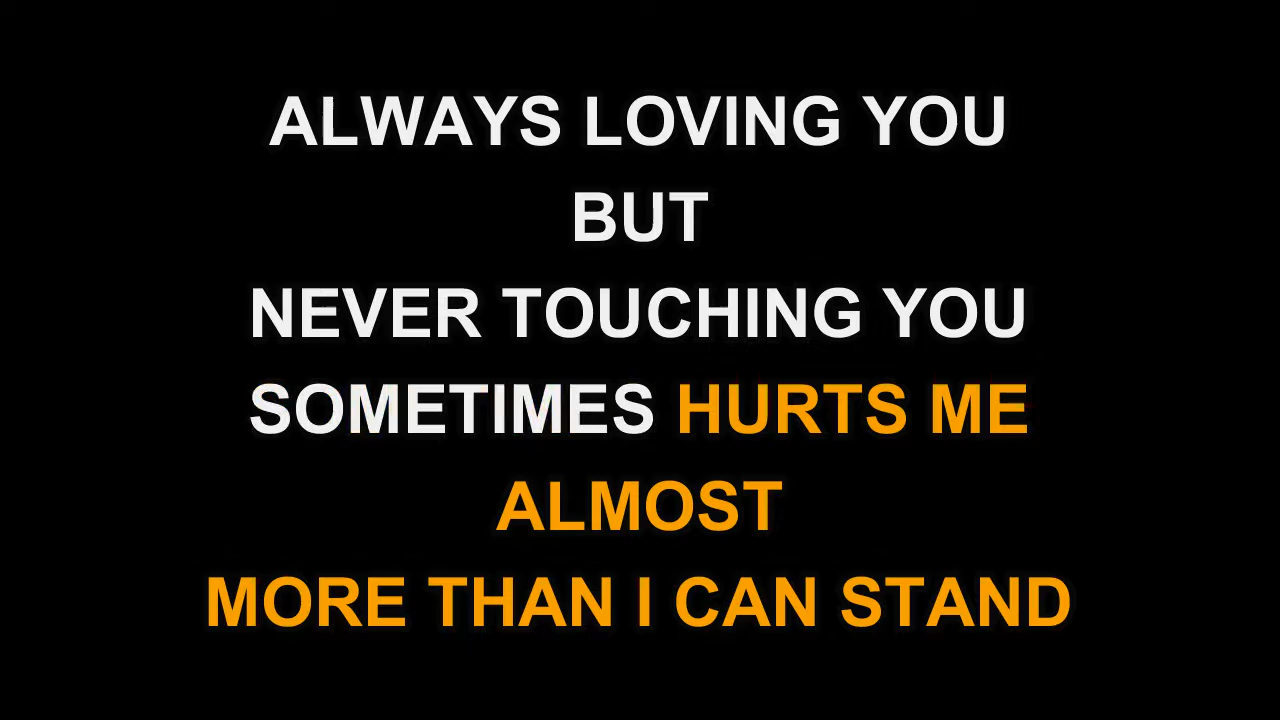 ALWAYS LOVING YOU
BUT
NEVER TOUCHING YOU
SOMETIMES HURTS ME
ALMOST
MORE THAN I CAN STAND